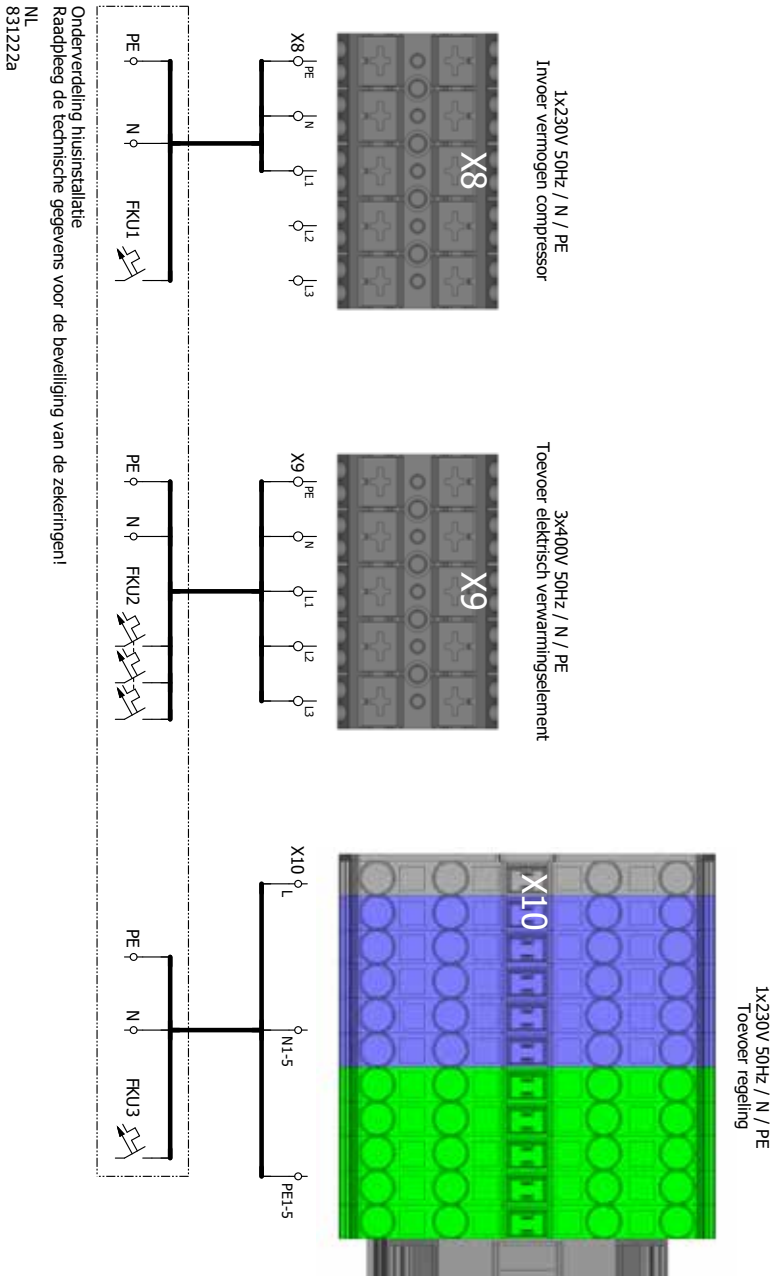 1x230V 50Hz / N / PE
Invoer vermogen compressor
X8
X8
PE
N
L1
L2
L3
PE
N
FKU1
3x400V 50Hz / N / PE
Toevoer elektrisch verwarmingselement
X9
X9
PE
N
L1
L2
L3
PE
N
FKU2
1x230V 50Hz / N / PE
Toevoer regeling
X10
X10
L
N1-5
PE1-5
PE
N
FKU3
Onderverdeling hiusinstallatie
Raadpleeg de technische gegevens voor de beveiliging van de zekeringen!
NL
831222a